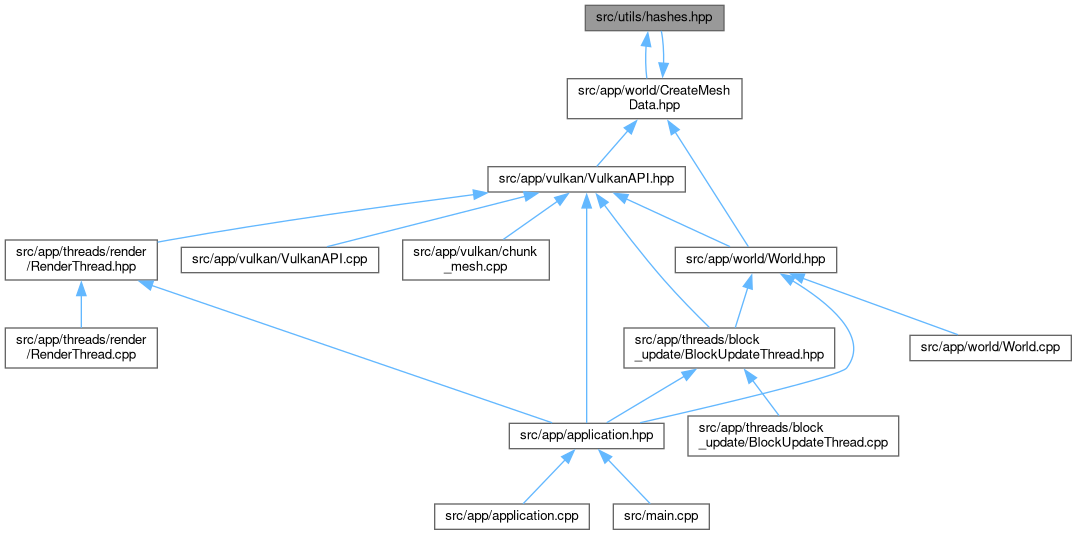 src/utils/hashes.hpp
src/app/world/CreateMesh
Data.hpp
src/app/vulkan/VulkanAPI.hpp
src/app/threads/render
/RenderThread.hpp
src/app/vulkan/VulkanAPI.cpp
src/app/vulkan/chunk
_mesh.cpp
src/app/world/World.hpp
src/app/threads/render
/RenderThread.cpp
src/app/threads/block
_update/BlockUpdateThread.hpp
src/app/world/World.cpp
src/app/application.hpp
src/app/threads/block
_update/BlockUpdateThread.cpp
src/app/application.cpp
src/main.cpp